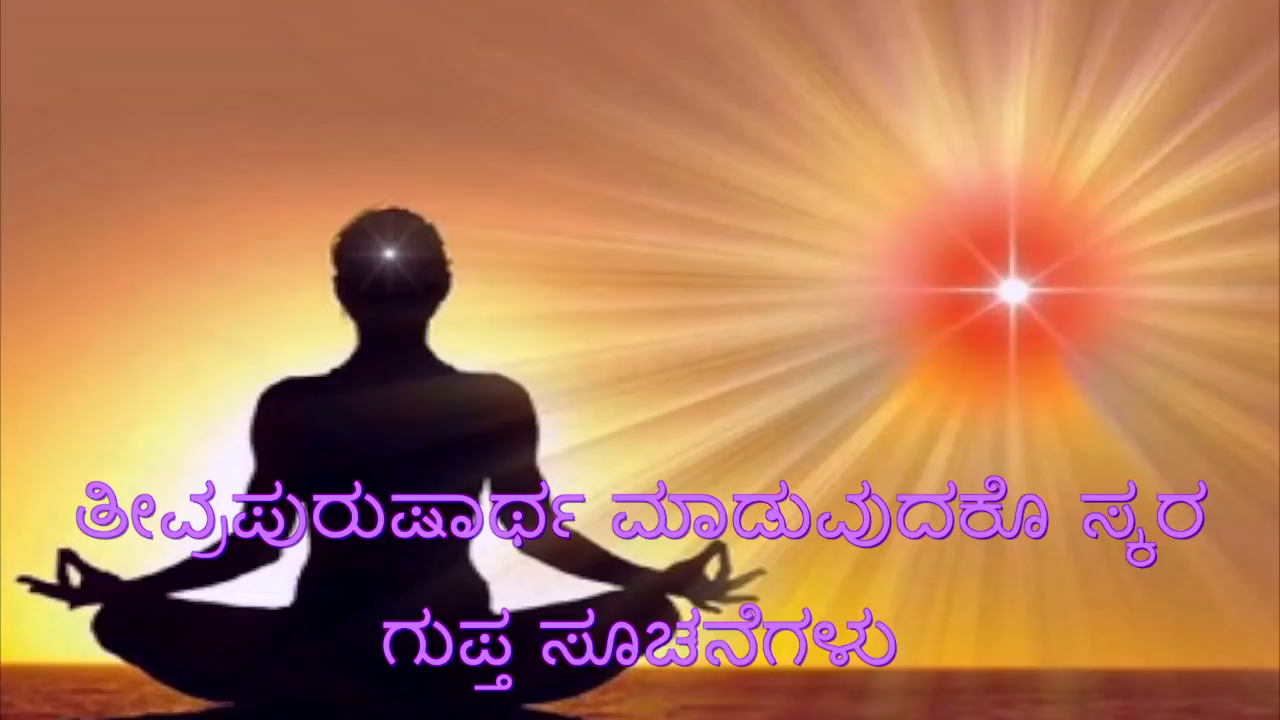 ತೀವ್ರಪುರುಷಾರ್ಥ ಮಾಡುವುದಕೊ ಸ್ಕರ
ಗುಪ್ತ ಸೂಚನೆಗಳು